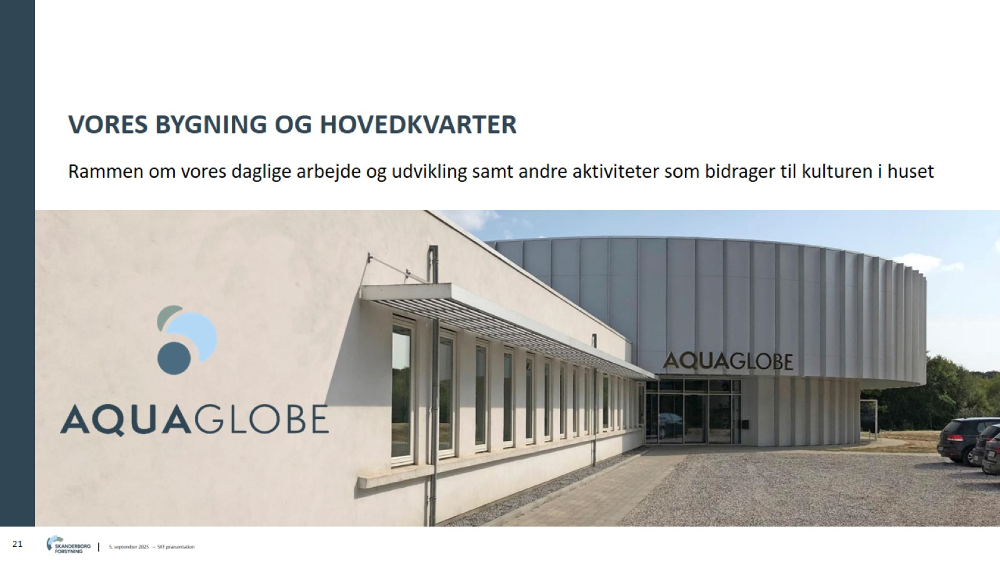 VORES BYGNING OG HOVEDKVARTER
Rammen om vores daglige arbejde og udvikling samt andre aktiviteter som bidrager til kulturen i huset
AQUAGLOBE
AQUAGLOBE
21
SKANDERBORG
FORSYNING
5. september 2025 – SKF præsentation